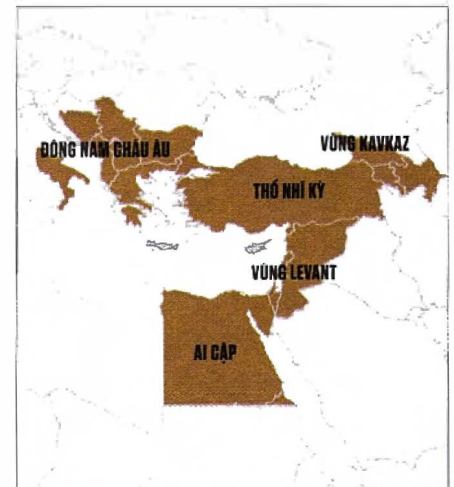 ĐÔNG NAM CHÂU ÂU
VÙNG KAVKAZ
THỔ NHĨ KỲ
VÙNG LEVANT
AI CẬP